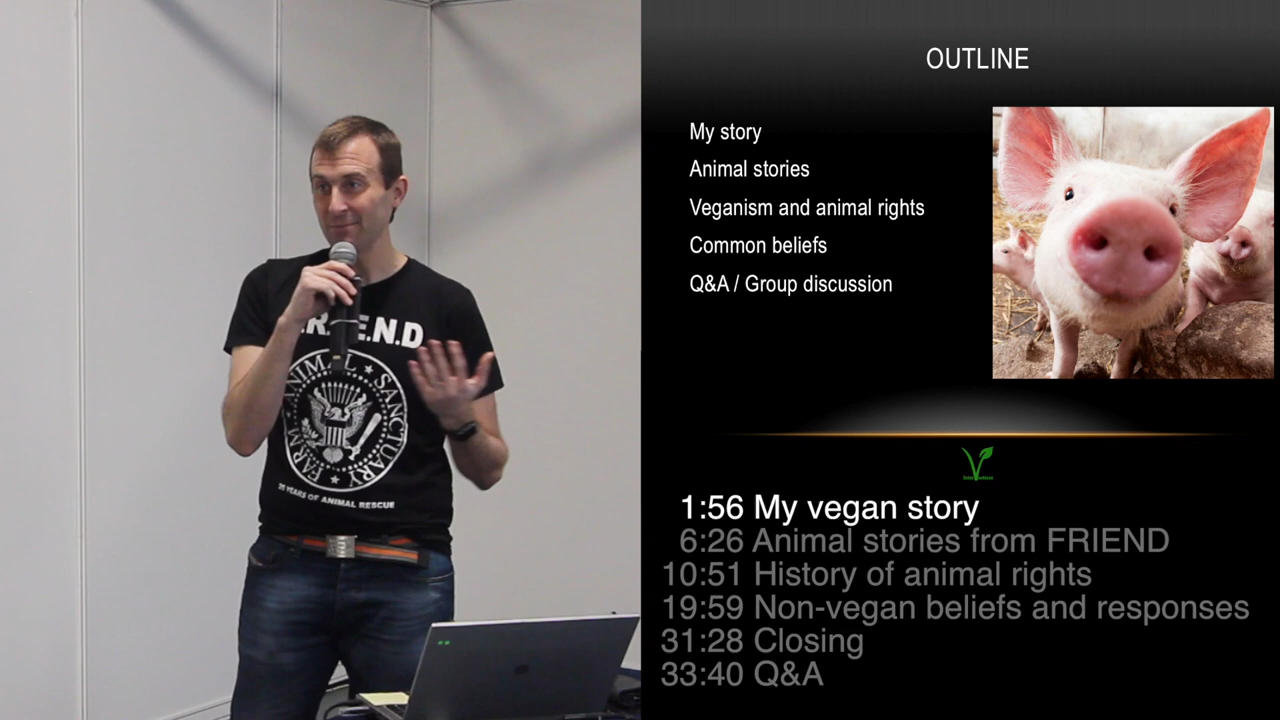 F.R.I.E.N.D
ANIMAL SANCTUARY FARM
YEARS OF ANIMAL RESCUE
OUTLINE
My story
Animal stories
Veganism and animal rights
Common beliefs
Q&A / Group discussion
1:56 My vegan story
6:26 Animal stories from FRIEND
10:51 History of animal rights
19:59 Non-vegan beliefs and responses
31:28 Closing
33:40 Q&A